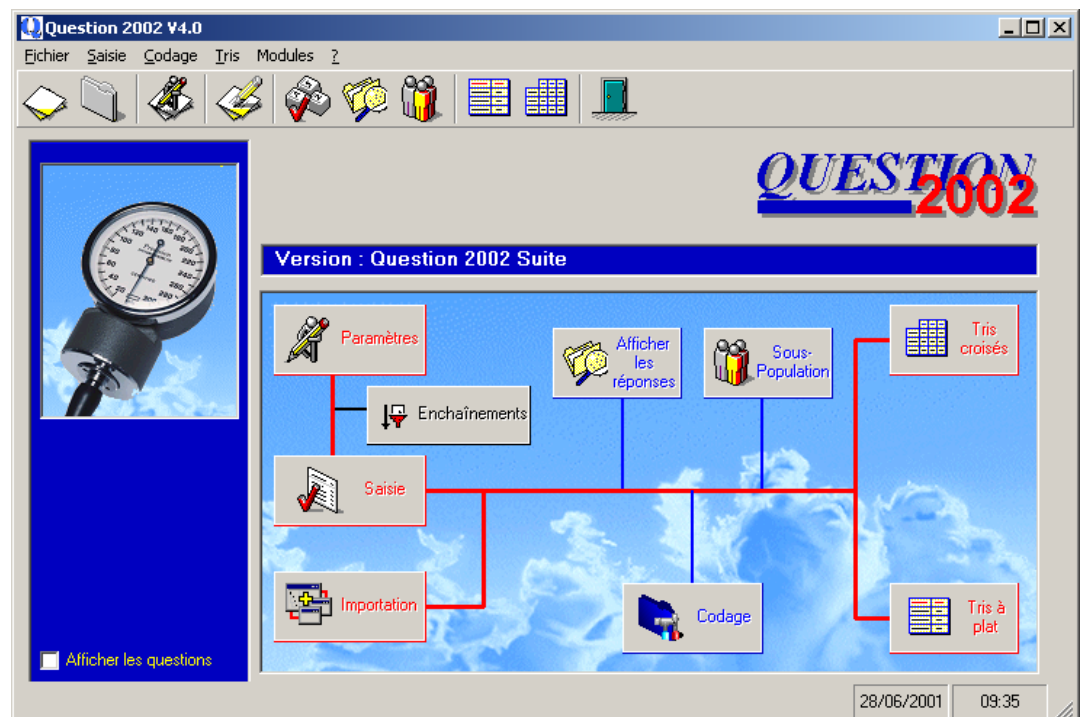 Question 2002 V4.0
Fichier Saisie Codage Tris Modules ?
QUESTION
2002
Version : Question 2002 Suite
Paramètres
Afficher
les
réponses
Sous-
Population
Tris
croisés
Enchaînements
Saisie
Importation
Codage
Tris à
plat
Afficher les questions
28/06/2001 09:35